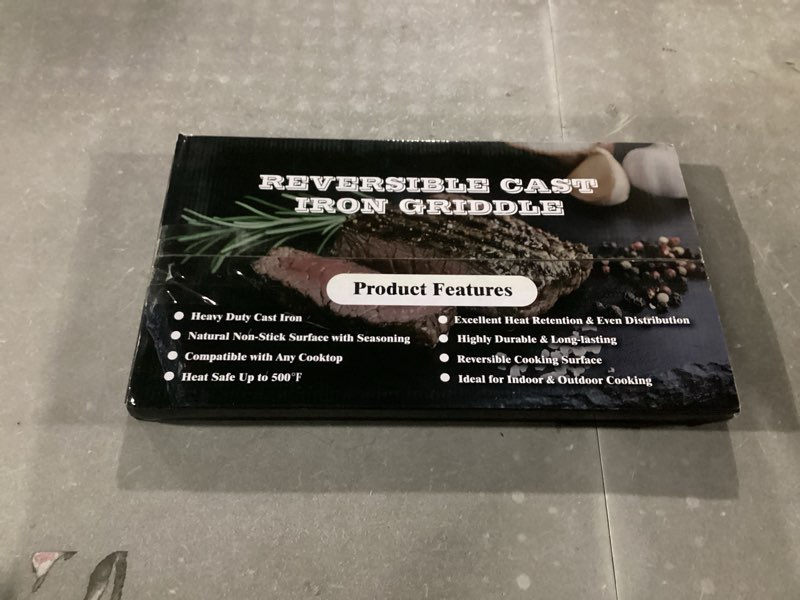 REVERSIBLE CAST
IRON GRIDDLE
Product Features
Heavy Duty Cast Iron
Natural Non-Stick Surface with Seasoning
Compatible with Any Cooktop
Heat Safe Up to 500°F
Excellent Heat Retention & Even Distribution
Highly Durable & Long-lasting
Reversible Cooking Surface
Ideal for Indoor & Outdoor Cooking